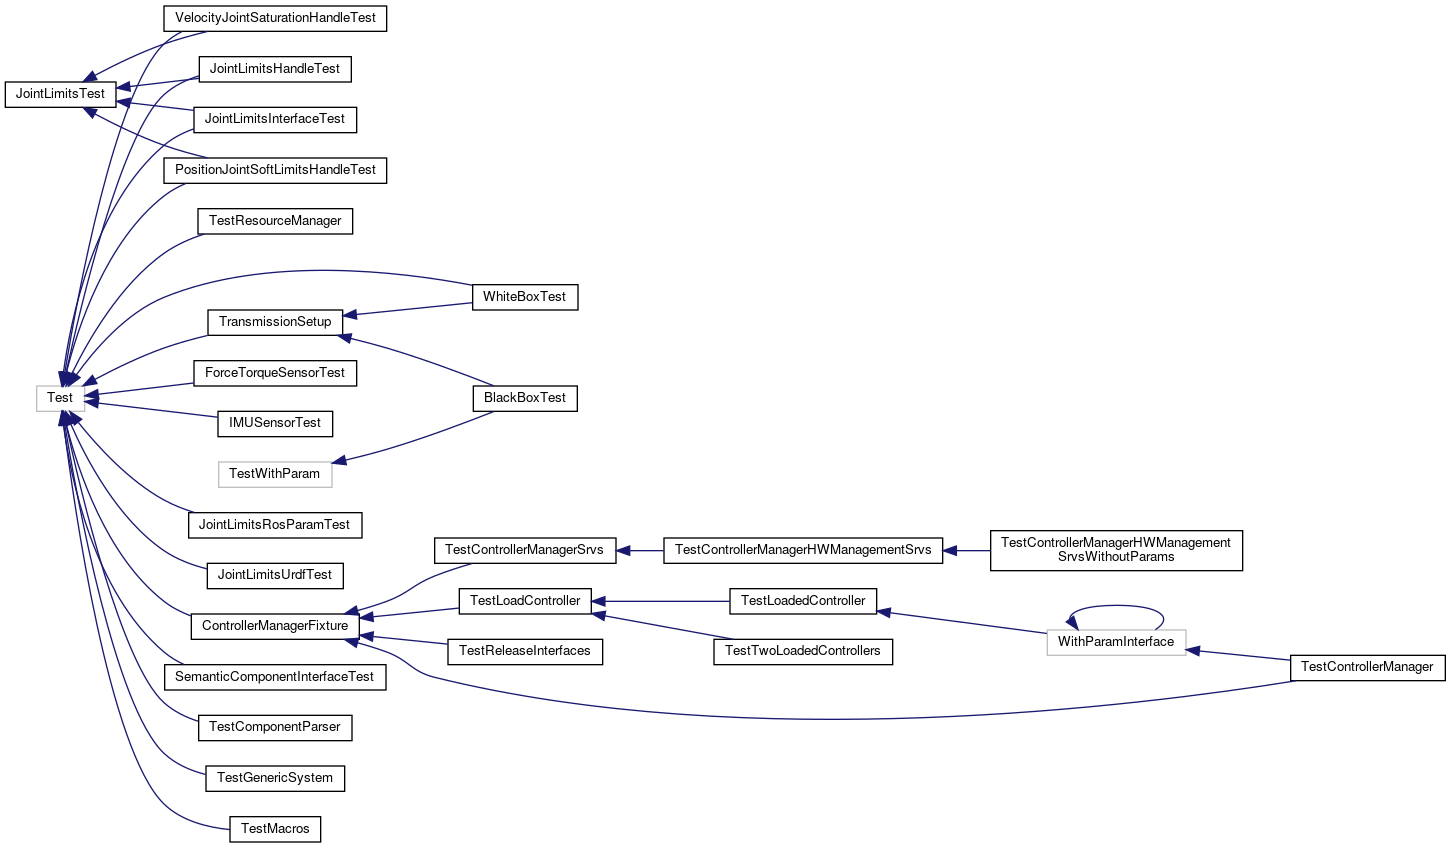 VelocityJointSaturationHandleTest
JointLimitsHandleTest
JointLimitsTest
JointLimitsInterfaceTest
PositionJointSoftLimitsHandleTest
TestResourceManager
WhiteBoxTest
TransmissionSetup
ForceTorqueSensorTest
Test
BlackBoxTest
IMUSensorTest
TestWithParam
JointLimitsRosParamTest
TestControllerManagerSrvs
TestControllerManagerHWManagementSrvs
TestControllerManagerHWManagement
SrvsWithoutParams
JointLimitsUrdfTest
TestLoadController
TestLoadedController
ControllerManagerFixture
WithParamInterface
TestReleaseInterfaces
TestTwoLoadedControllers
TestControllerManager
SemanticComponentInterfaceTest
TestComponentParser
TestGenericSystem
TestMacros